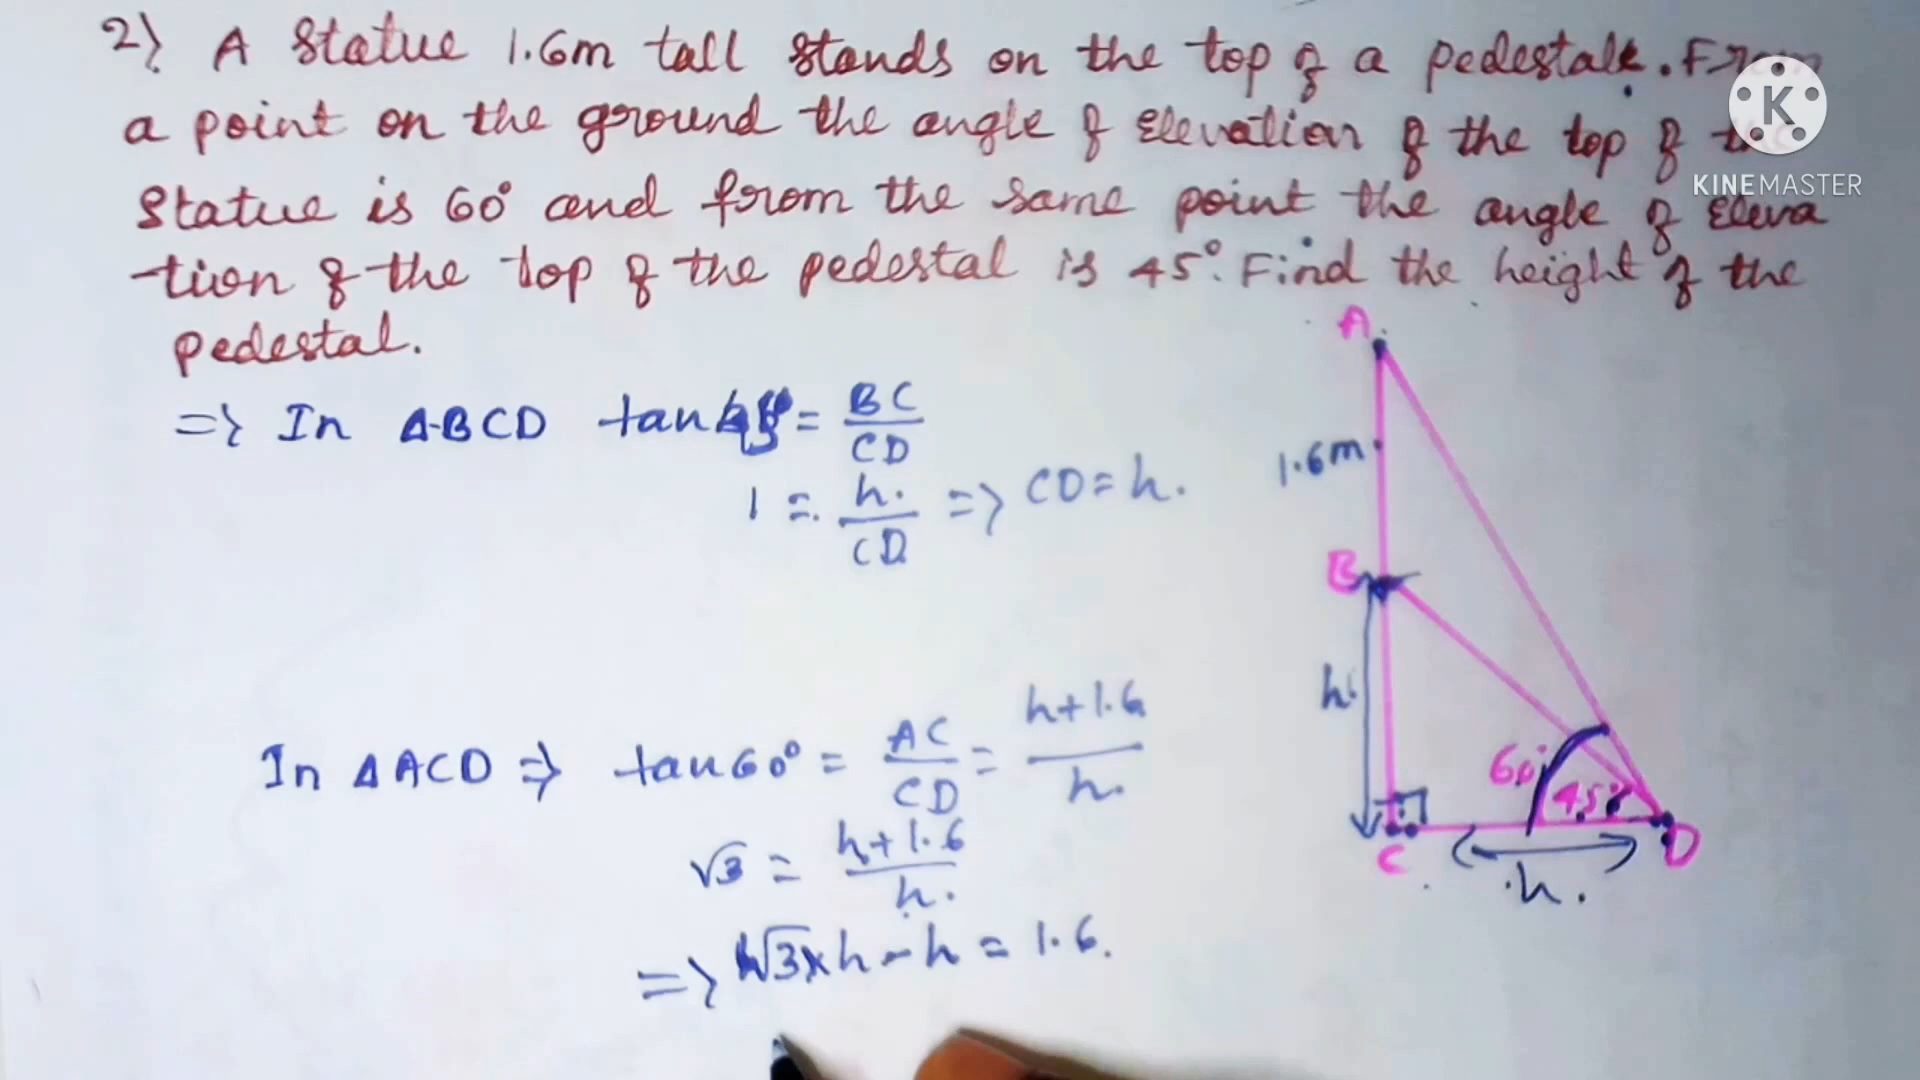 2) A Statue 1.6m tall stands on the top of a pedestal. From
a point on the ground the angle of Elevation of the top of the
Statue is 60° and from the same point the angle of Eleva
-tion of the top of the pedestal is 45°. Find the height of the
pedestal.
=> In ΔBCD tan45° = BC/CD
1 = h/CD => CD = h.
In ΔACD => tan60° = AC/CD = h+1.6/h.
√3 = h+1.6/h.
=> √3×h-h = 1.6.
A
1.6m
B
h
60°
45°
C
D
h.
K
KINEMASTER